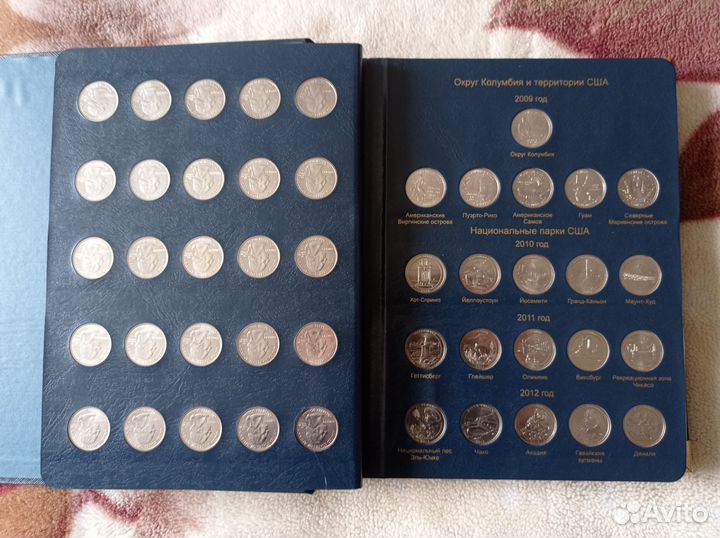 Округ Колумбия и территории США
2009 год
Округ Колумбия
Американские Виргинские острова
Пуэрто-Рико
Американское Самоа
Гуам
Северные Марианские острова
Национальные парки США
2010 год
Хот-Спрингс
Йеллоустоун
Йосемити
Гранд-Каньон
Маунт-Худ
2011 год
Геттисберг
Глейшер
Олимпик
Виксбург
Рекреационная зона Чикасо
2012 год
Национальный лес Эль-Юнке
Чако
Акадия
Гавайские вулканы
Денали
Avito